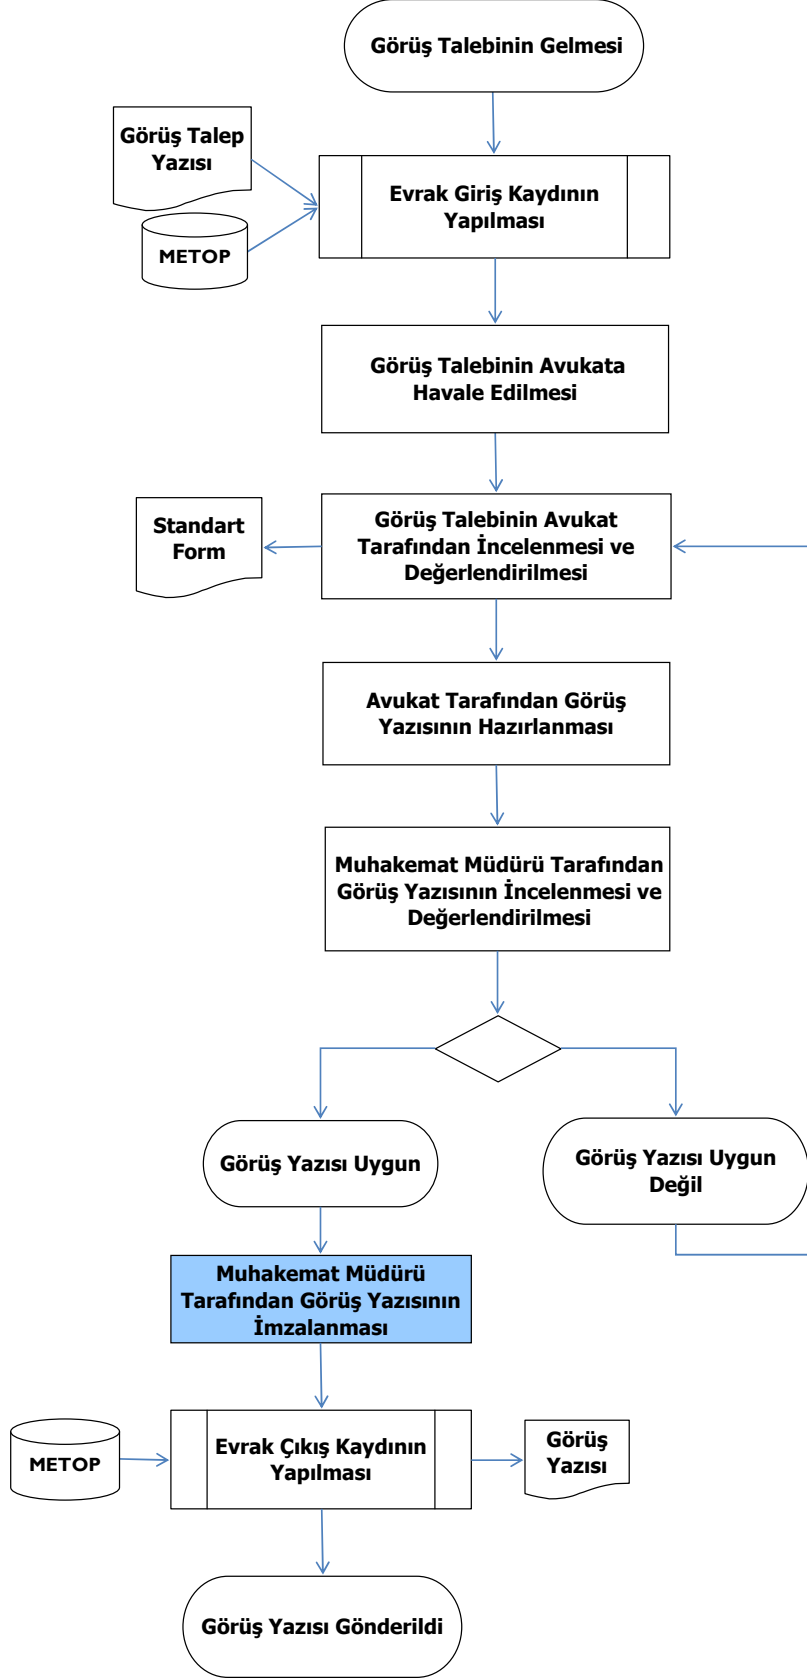 Görüş Talebinin Gelmesi
Görüş Talep
Yazısı
METOP
Evrak Giriş Kaydının
Yapılması
Görüş Talebinin Avukata
Havale Edilmesi
Standart
Form
Görüş Talebinin Avukat
Tarafından İncelenmesi ve
Değerlendirilmesi
Avukat Tarafından Görüş
Yazısının Hazırlanması
Muhakemat Müdürü Tarafından
Görüş Yazısının İncelenmesi ve
Değerlendirilmesi
Görüş Yazısı Uygun
Görüş Yazısı Uygun
Değil
Muhakemat Müdürü
Tarafından Görüş Yazısının
İmzalanması
METOP
Evrak Çıkış Kaydının
Yapılması
Görüş
Yazısı
Görüş Yazısı Gönderildi